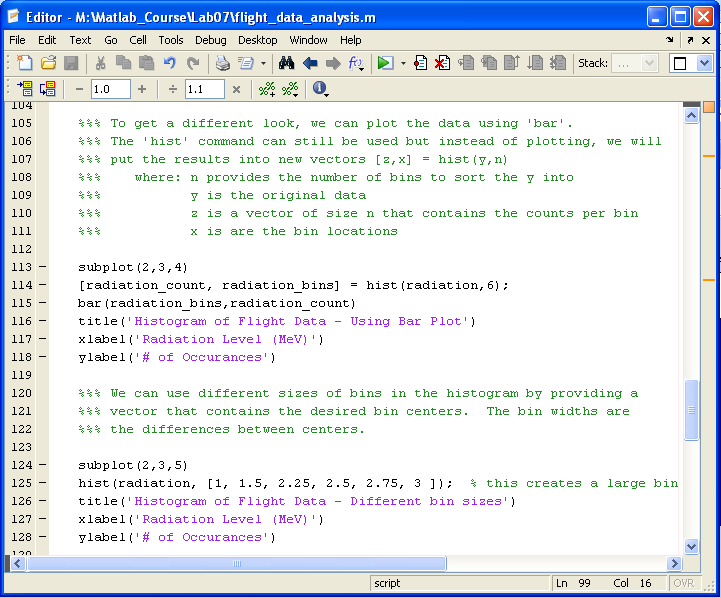 Editor - M:\Matlab_Course\Lab07\flight_data_analysis.m
File Edit Text Go Cell Tools Debug Desktop Window Help
Stack: ...
1.0 1.1
104
105 %%% To get a different look, we can plot the data using 'bar'.
106 %%% The 'hist' command can still be used but instead of plotting, we will
107 %%% put the results into new vectors [z,x] = hist(y,n)
108 %%% where: n provides the number of bins to sort the y into
109 %%% y is the original data
110 %%% z is a vector of size n that contains the counts per bin
111 %%% x is are the bin locations
112
113 - subplot(2,3,4)
114 - [radiation_count, radiation_bins] = hist(radiation,6);
115 - bar(radiation_bins,radiation_count)
116 - title('Histogram of Flight Data - Using Bar Plot')
117 - xlabel('Radiation Level (MeV)')
118 - ylabel('# of Occurances')
119
120 %%% We can use different sizes of bins in the histogram by providing a
121 %%% vector that contains the desired bin centers. The bin widths are
122 %%% the differences between centers.
123
124 - subplot(2,3,5)
125 - hist(radiation, [1, 1.5, 2.25, 2.5, 2.75, 3 ]); % this creates a large bin
126 - title('Histogram of Flight Data - Different bin sizes')
127 - xlabel('Radiation Level (MeV)')
128 - ylabel('# of Occurances')
129
script Ln 99 Col 16 OVR